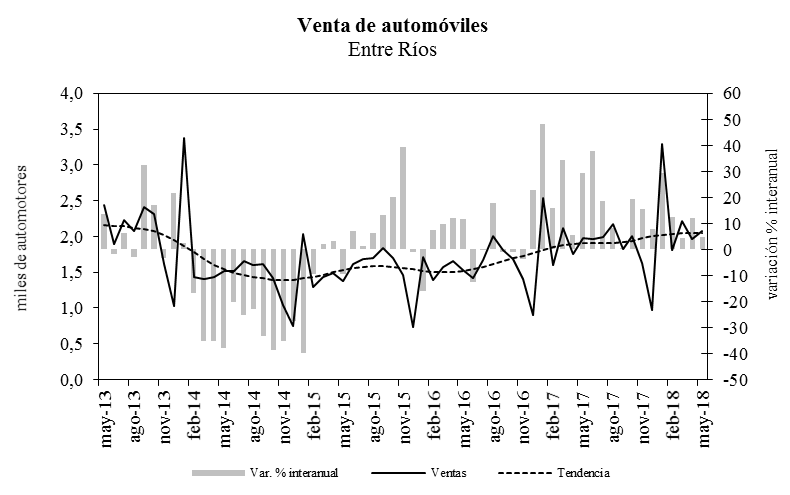 Venta de automóviles
Entre Ríos
4,0
3,5
3,0
2,5
2,0
1,5
1,0
0,5
0,0
miles de automotores
60
50
40
30
20
10
0
-10
-20
-30
-40
-50
variación % interanual
may-13
ago-13
nov-13
feb-14
may-14
ago-14
nov-14
feb-15
may-15
ago-15
nov-15
feb-16
may-16
ago-16
nov-16
feb-17
may-17
ago-17
nov-17
feb-18
may-18
Var. % interanual
Ventas
Tendencia